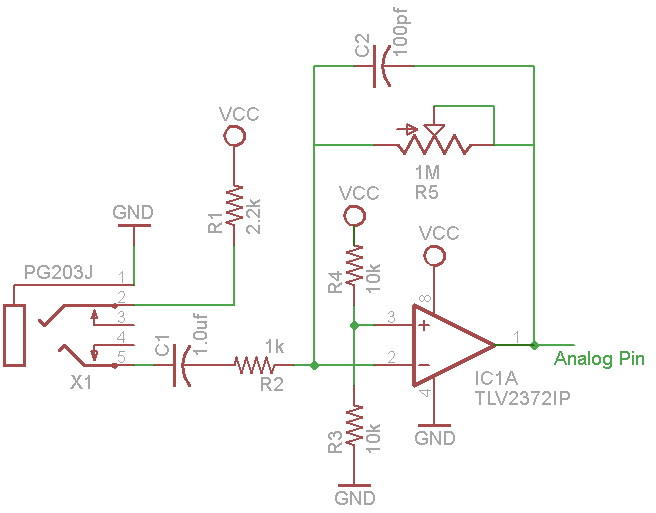 C2
100pf
VCC
1M
R5
GND
R1
2.2k
VCC
VCC
PG203J
1
2
3
4
5
R4
10k
8
3
+
1
2
-
4
Analog Pin
C1
1.0uf
1k
R2
X1
IC1A
TLV2372IP
R3
10k
GND
GND